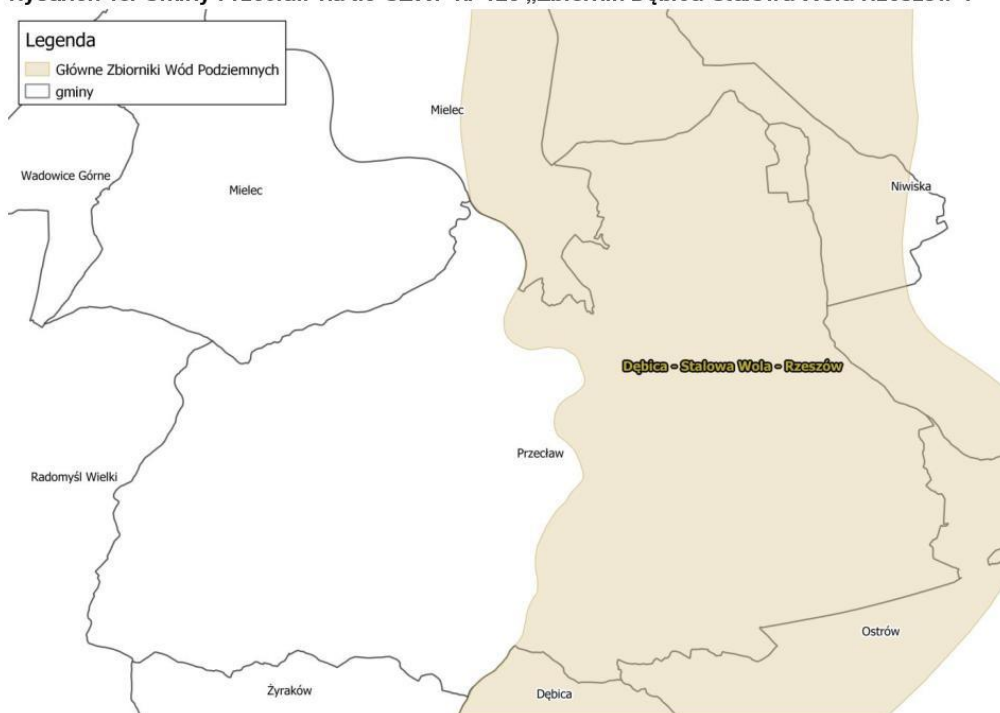 Legenda
Główne Zbiorniki Wód Podziemnych
gminy
Mielec
Wadowice Górne
Mielec
Niwiska
Dębica - Stalowa Wola - Rzeszów
Przecław
Radomyśl Wielki
Ostrów
Żyraków
Dębica